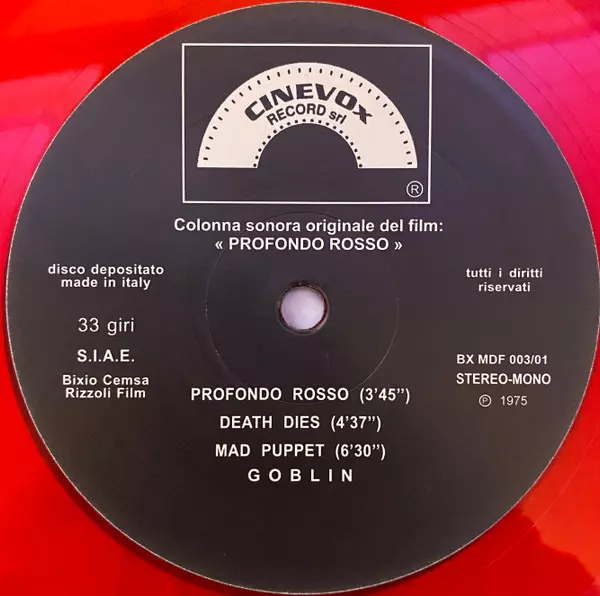 CINEVOX
RECORD srl
®
Colonna sonora originale del film:
« PROFONDO ROSSO »
disco depositato
made in italy
tutti i diritti
riservati
33 giri
S.I.A.E.
Bixio Cemsa
Rizzoli Film
BX MDF 003/01
STEREO-MONO
℗ 1975
PROFONDO ROSSO (3'45”)
DEATH DIES (4'37”)
MAD PUPPET (6'30”)
GOBLIN